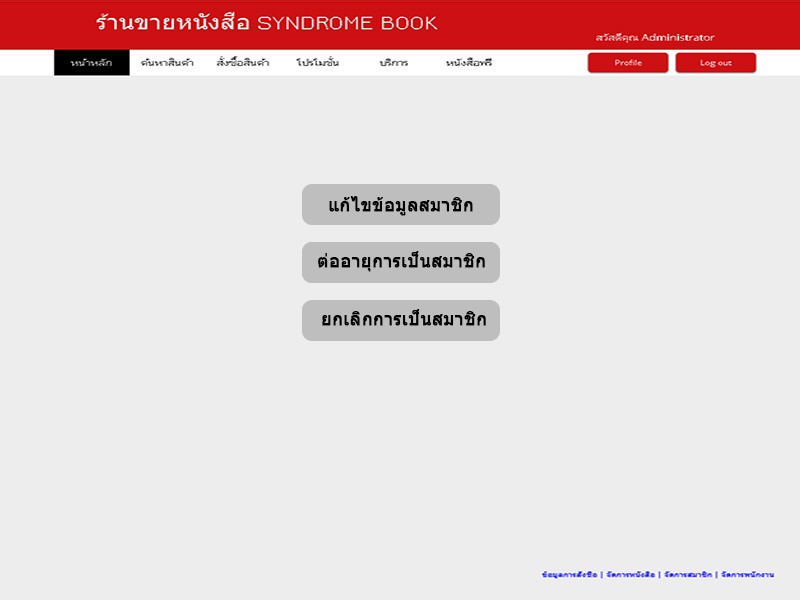 ร้านขายหนังสือ SYNDROME BOOK
สวัสดีคุณ Administrator
หน้าหลัก ค้นหาสินค้า สั่งซื้อสินค้า โปรโมชั่น บริการ หนังสือฟรี Profile Log out
แก้ไขข้อมูลสมาชิก
ต่ออายุการเป็นสมาชิก
ยกเลิกการเป็นสมาชิก
ข้อมูลการสั่งซื้อ | จัดการหนังสือ | จัดการสมาชิก | จัดการพนักงาน